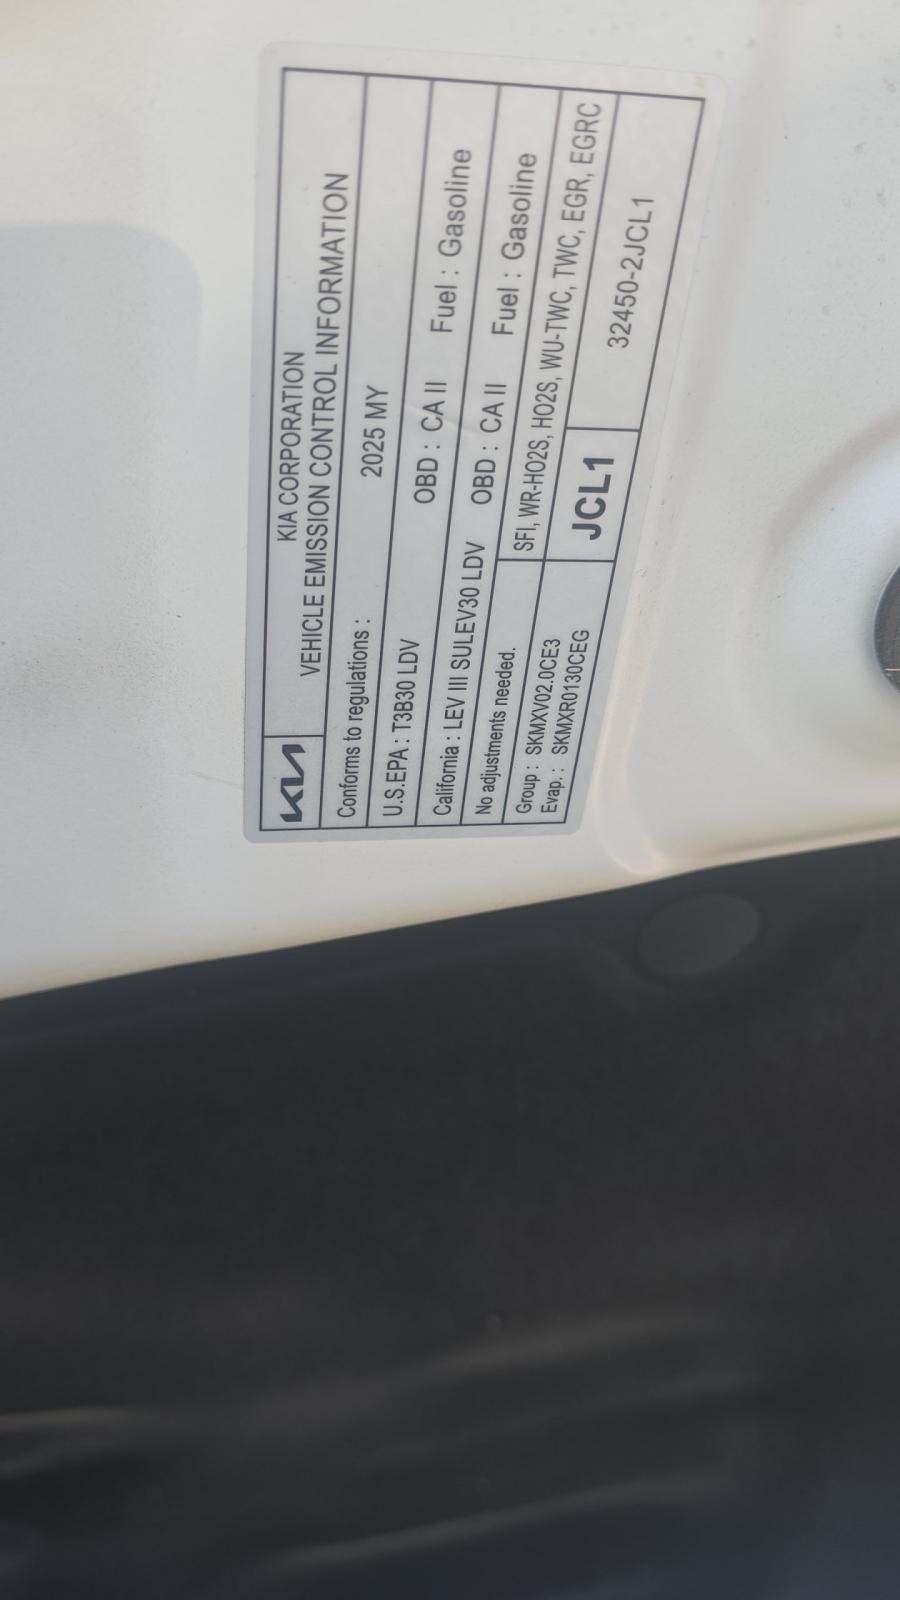 KIA
KIA CORPORATION
VEHICLE EMISSION CONTROL INFORMATION
Conforms to regulations : 2025 MY
U.S.EPA : T3B30 LDV OBD : CA II Fuel : Gasoline
California : LEV III SULEV30 LDV OBD : CA II Fuel : Gasoline
No adjustments needed.
SFI, WR-HO2S, HO2S, WU-TWC, TWC, EGR, EGRC
Group : SKMXV02.0CE3
Evap. : SKMXR0130CEG
JCL1
32450-2JCL1